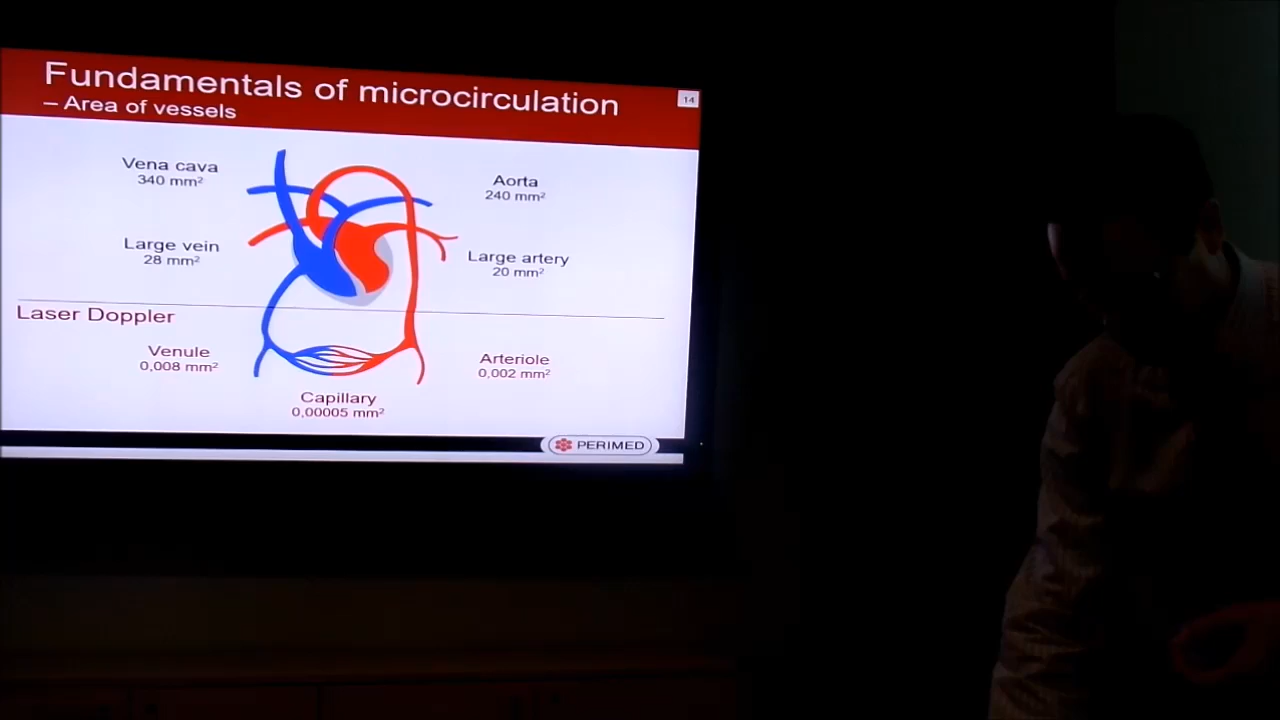 Fundamentals of microcirculation
– Area of vessels
14
Vena cava
340 mm²
Aorta
240 mm²
Large vein
28 mm²
Large artery
20 mm²
Laser Doppler
Venule
0,008 mm²
Arteriole
0,002 mm²
Capillary
0,00005 mm²
PERIMED